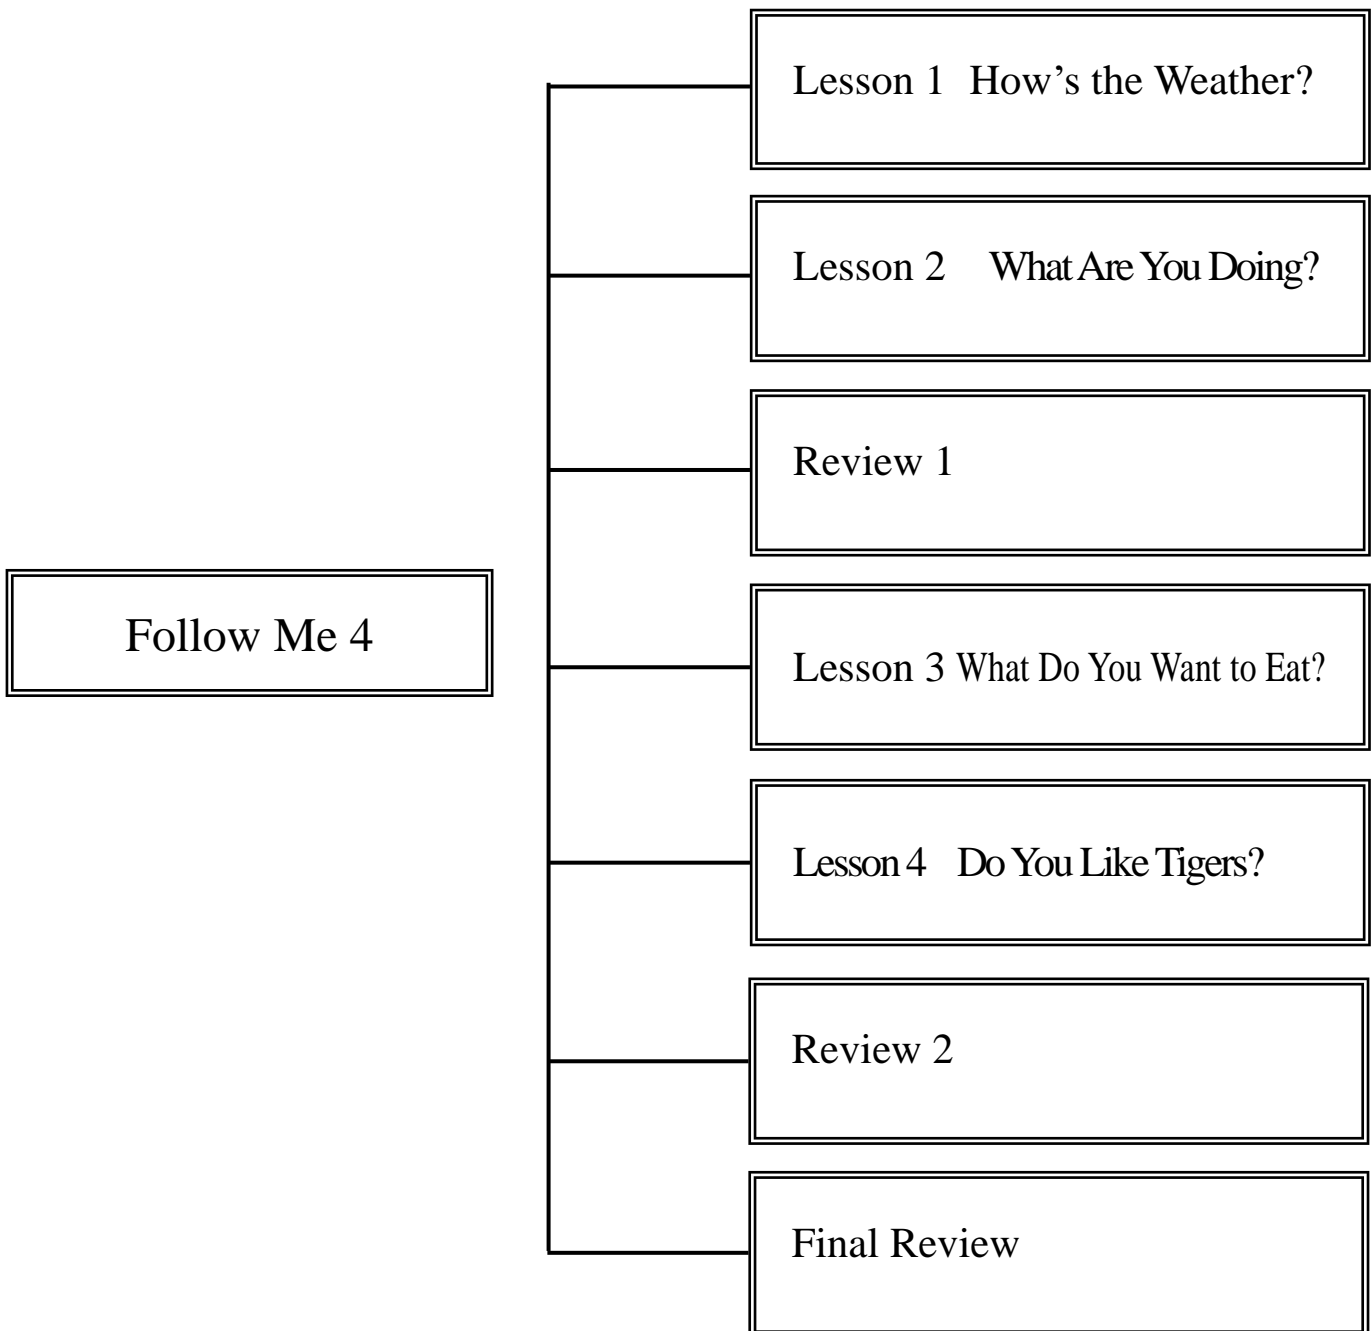 Lesson 1 How's the Weather?
Lesson 2 What Are You Doing?
Review 1
Follow Me 4
Lesson 3 What Do You Want to Eat?
Lesson 4 Do You Like Tigers?
Review 2
Final Review